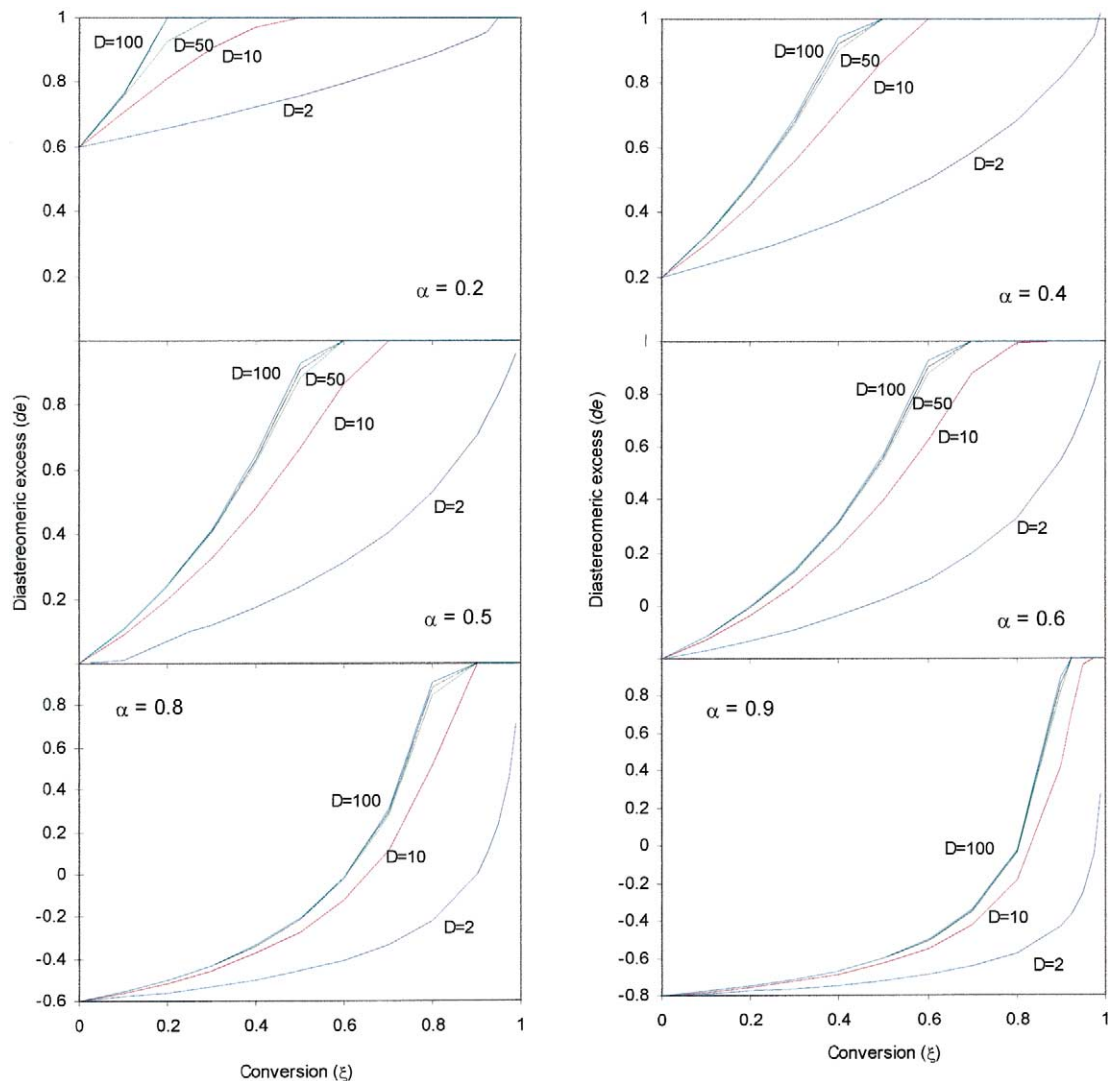 1
0.8
0.6
0.4
0.2
D=100
D=50
D=10
D=2
α = 0.2
1
0.8
0.6
0.4
0.2
D=100
D=50
D=10
D=2
α = 0.4
Diastereomeric excess (de)
0.8
0.6
0.4
0.2
D=100
D=50
D=10
D=2
α = 0.5
Diastereomeric excess (de)
0.8
0.6
0.4
0.2
0
D=100
D=50
D=10
D=2
α = 0.6
0.8
0.6
0.4
0.2
0
-0.2
-0.4
-0.6
α = 0.8
D=100
D=10
D=2
0 0.2 0.4 0.6 0.8 1
Conversion (ξ)
0.8
0.6
0.4
0.2
0
-0.2
-0.4
-0.6
-0.8
α = 0.9
D=100
D=10
D=2
0 0.2 0.4 0.6 0.8 1
Conversion (ξ)